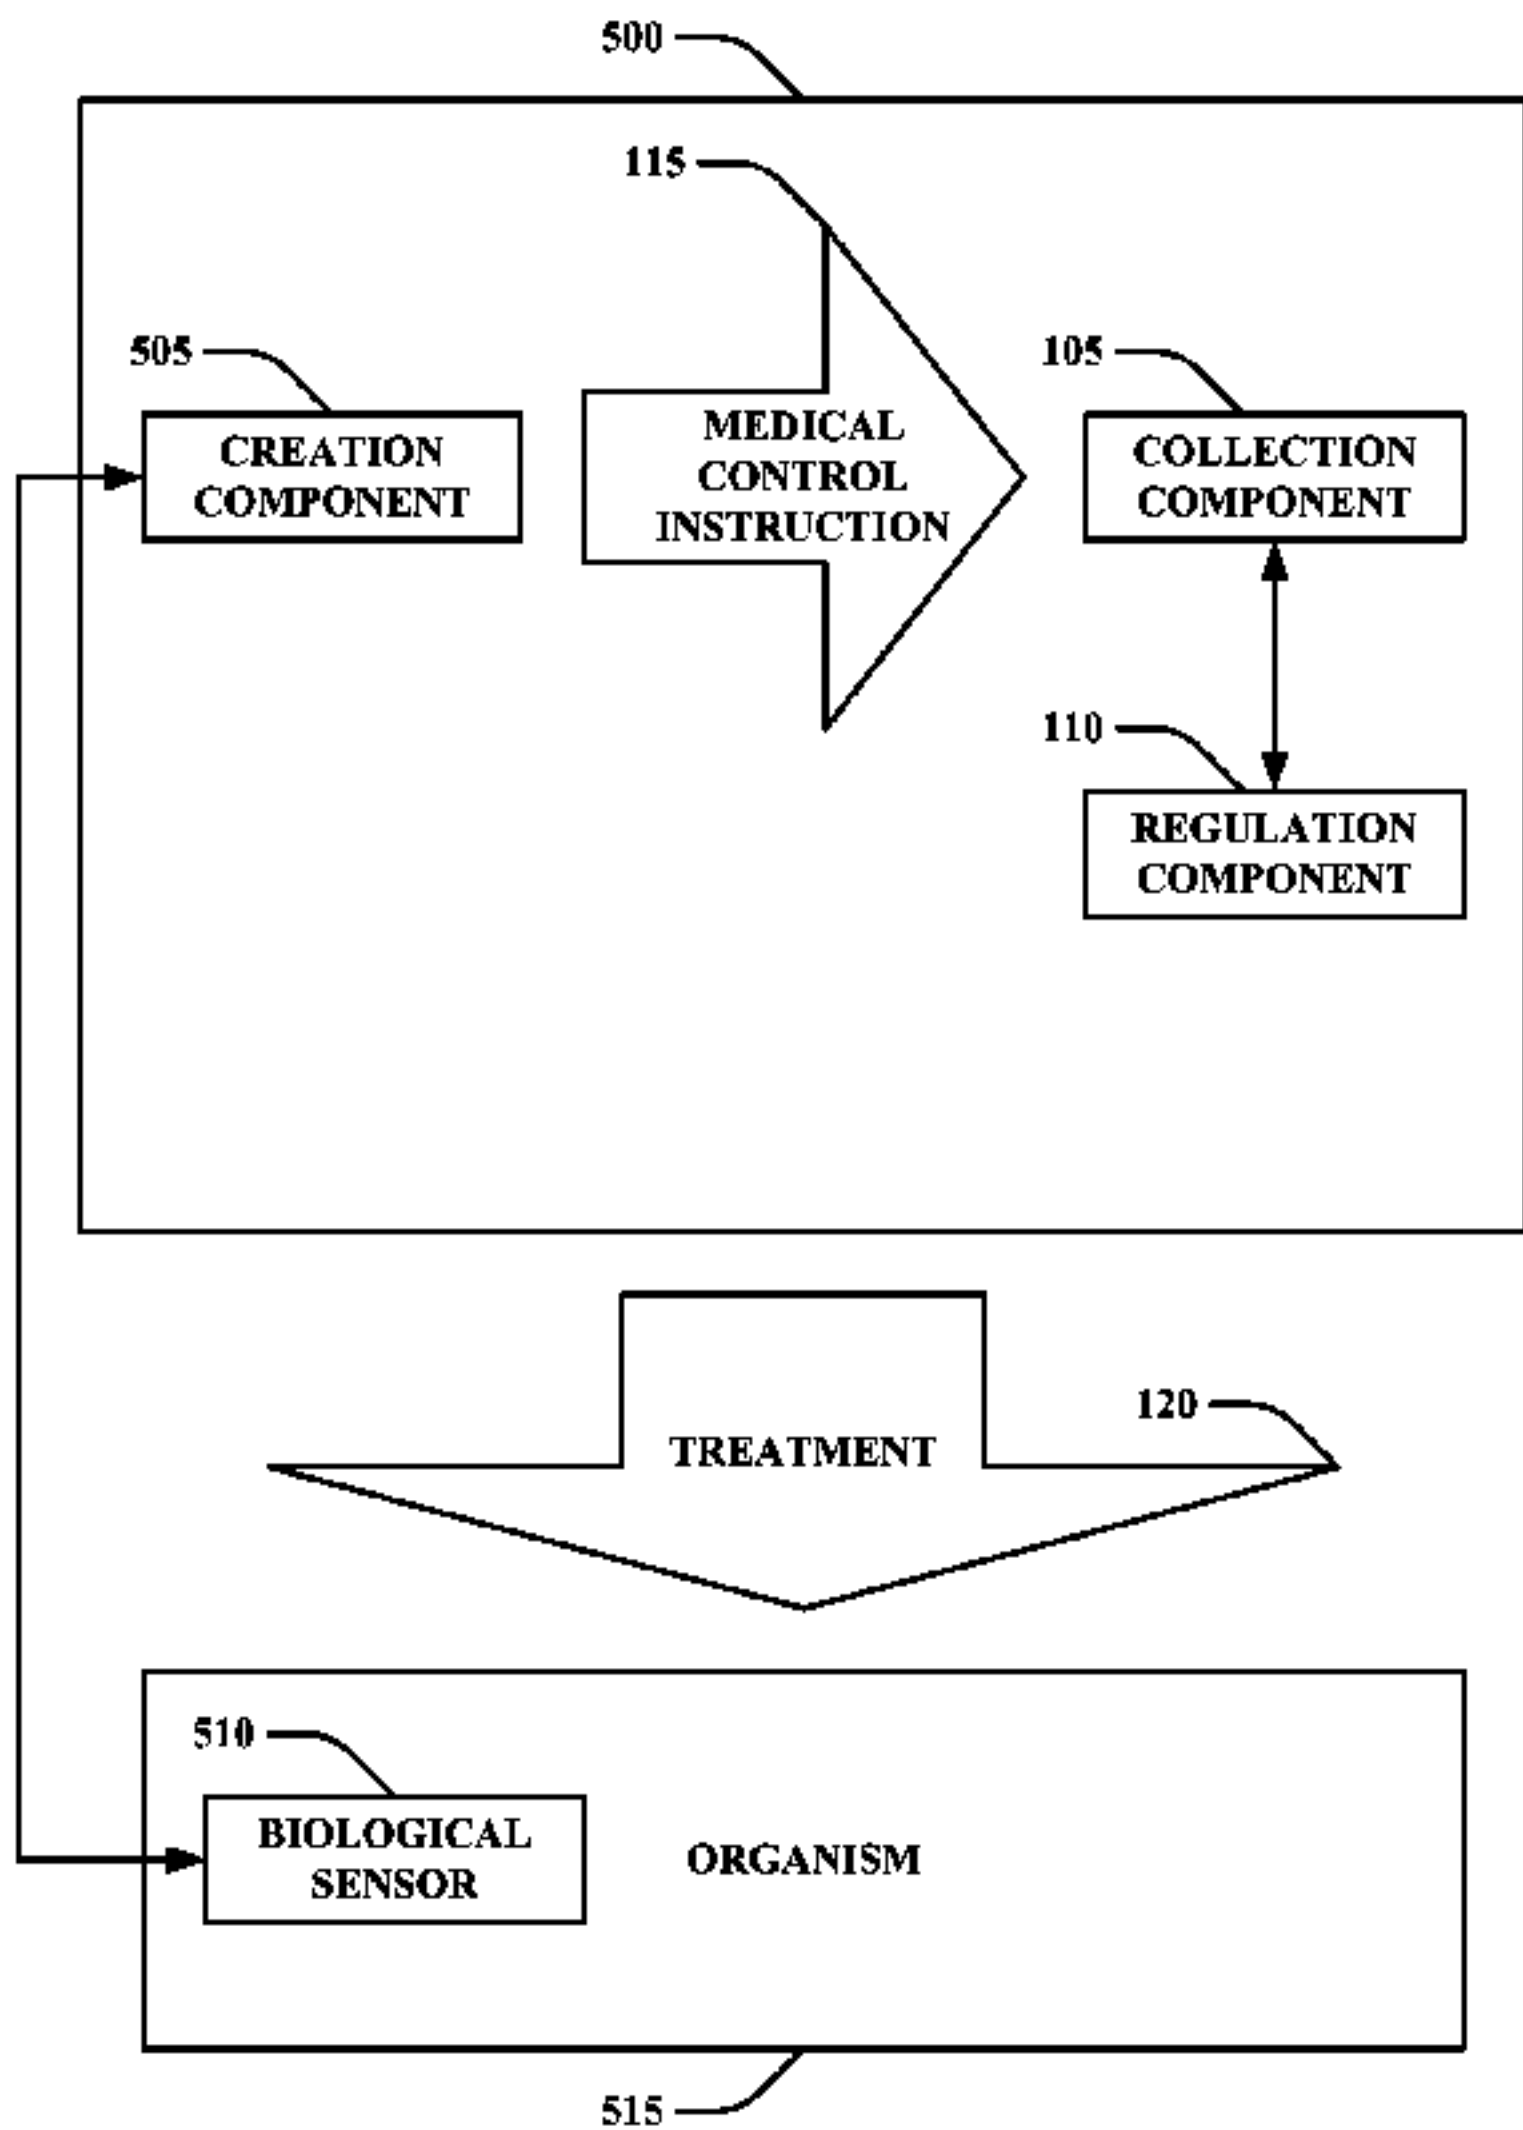 500
115
505
105
CREATION
COMPONENT
MEDICAL
CONTROL
INSTRUCTION
COLLECTION
COMPONENT
110
REGULATION
COMPONENT
120
TREATMENT
510
BIOLOGICAL
SENSOR
ORGANISM
515